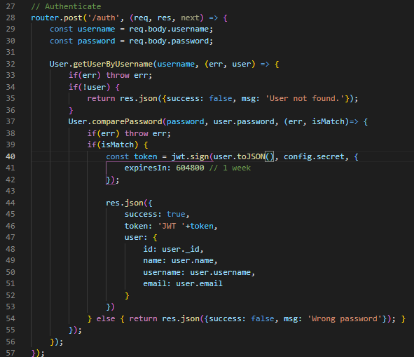 27 // Authenticate
28 router.post('/auth', (req, res, next) => {
29 const username = req.body.username;
30 const password = req.body.password;
31
32 User.getUserByUsername(username, (err, user) => {
33 if(err) throw err;
34 if(!user) {
35 return res.json({success: false, msg: 'User not found.'});
36 }
37 User.comparePassword(password, user.password, (err, isMatch)=> {
38 if(err) throw err;
39 if(isMatch) {
40 const token = jwt.sign(user.toJSON(), config.secret, {
41 expiresIn: 604800 // 1 week
42 });
43
44 res.json({
45 success: true,
46 token: 'JWT '+token,
47 user: {
48 id: user._id,
49 name: user.name,
50 username: user.username,
51 email: user.email
52 }
53 })
54 } else { return res.json({success: false, msg: 'Wrong password'}); }
55 });
56 });
57 });